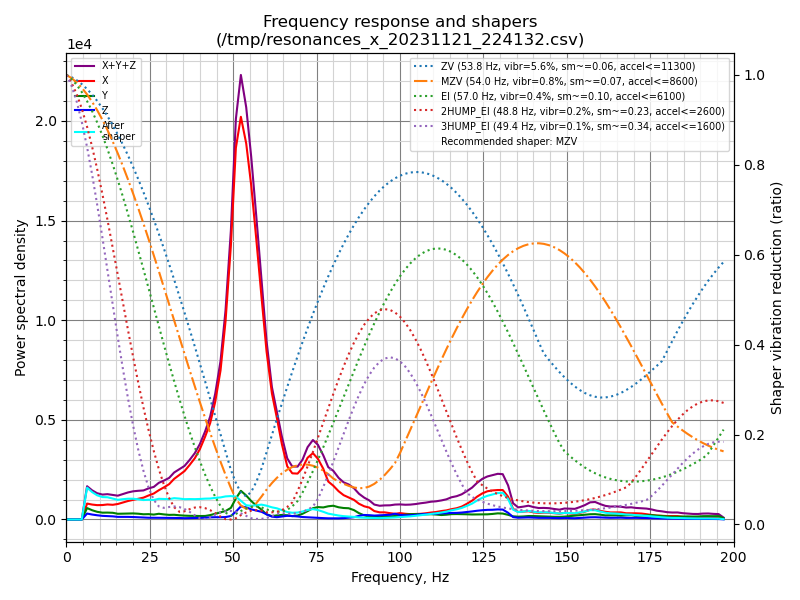 Frequency response and shapers
(/tmp/resonances_x_20231121_224132.csv)
1e4
X+Y+Z
X
Y
Z
After
shaper
ZV (53.8 Hz, vibr=5.6%, sm~=0.06, accel<=11300)
MZV (54.0 Hz, vibr=0.8%, sm~=0.07, accel<=8600)
EI (57.0 Hz, vibr=0.4%, sm~=0.10, accel<=6100)
2HUMP_EI (48.8 Hz, vibr=0.2%, sm~=0.23, accel<=2600)
3HUMP_EI (49.4 Hz, vibr=0.1%, sm~=0.34, accel<=1600)
Recommended shaper: MZV
2.0
1.5
1.0
0.5
0.0
Power spectral density
1.0
0.8
0.6
0.4
0.2
0.0
Shaper vibration reduction (ratio)
0 25 50 75 100 125 150 175 200
Frequency, Hz